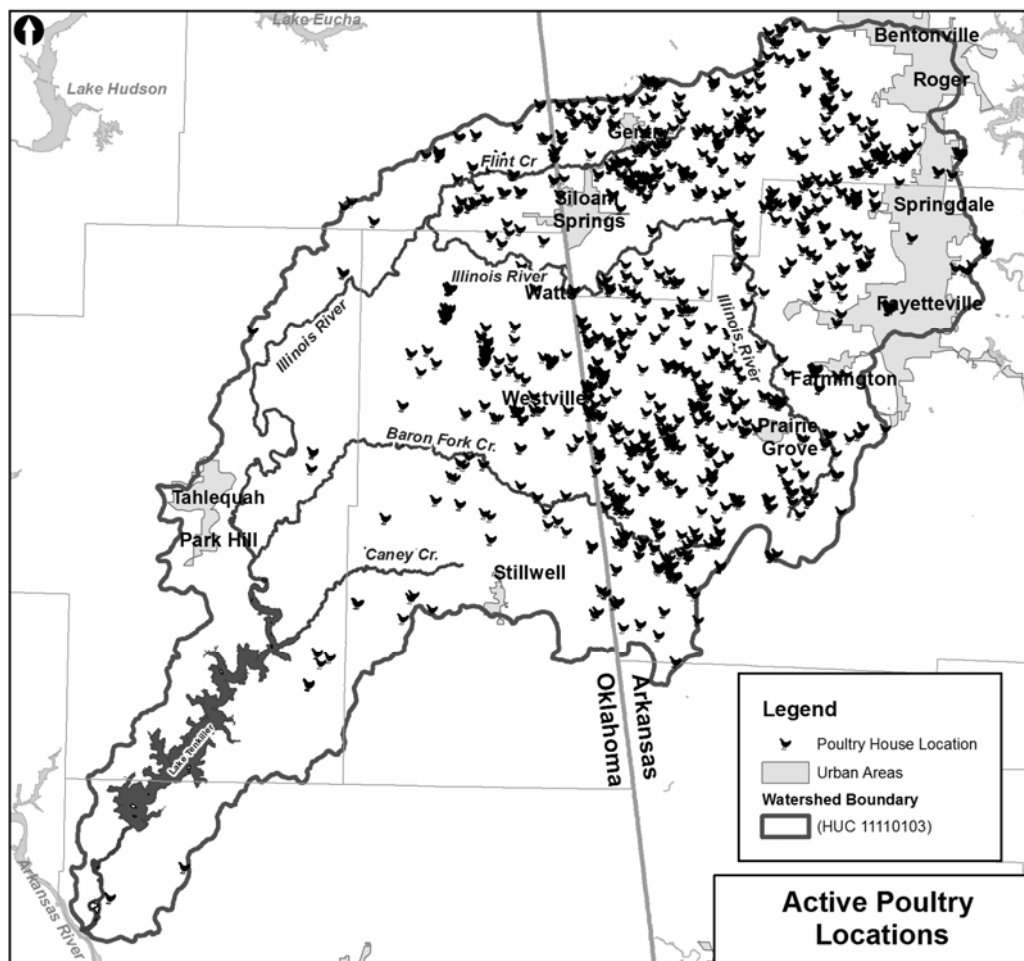 Lake Eucha
Bentonville
Roger
Lake Hudson
Gentry
Flint Cr
Siloam
Springs
Springdale
Illinois River
Watts
Illinois River
Fayetteville
Illinois River
Farmington
Westville
Prairie
Grove
Baron Fork Cr.
Tahlequah
Park Hill
Caney Cr.
Stillwell
Oklahoma
Arkansas
Lake Tenkiller
Arkansas River
Legend
Poultry House Location
Urban Areas
Watershed Boundary
(HUC 11110103)
Active Poultry
Locations